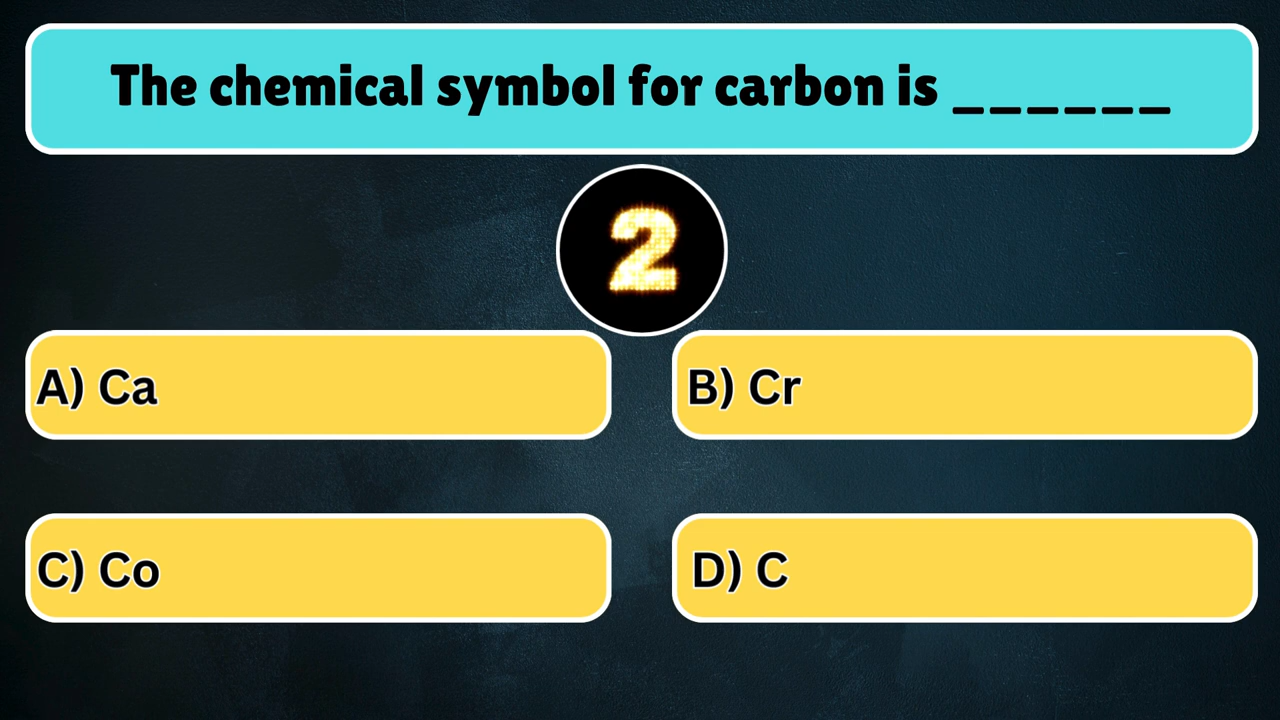 The chemical symbol for carbon is ______
2
A) Ca
B) Cr
C) Co
D) C